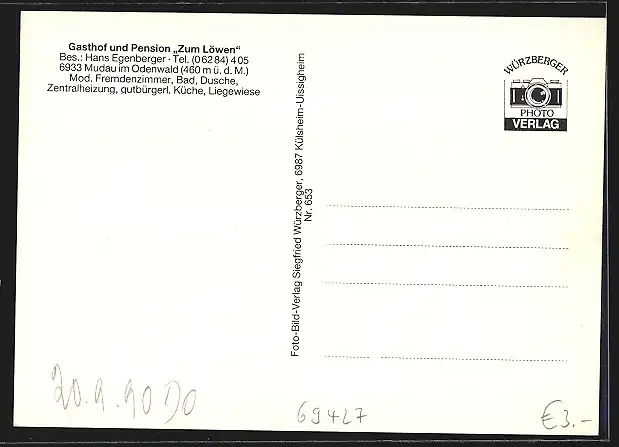 Gasthof und Pension „Zum Löwen“
Bes.: Hans Egenberger · Tel. (0 62 84) 4 05
6933 Mudau im Odenwald (460 m ü. d. M.)
Mod. Fremdenzimmer, Bad, Dusche,
Zentralheizung, gutbürgerl. Küche, Liegewiese
Foto-Bild-Verlag Siegfried Würzberger, 6987 Külsheim-Uissigheim
Nr. 653
WÜRZBERGER
PHOTO
VERLAG
20.9.90 DO
69427
€3.-